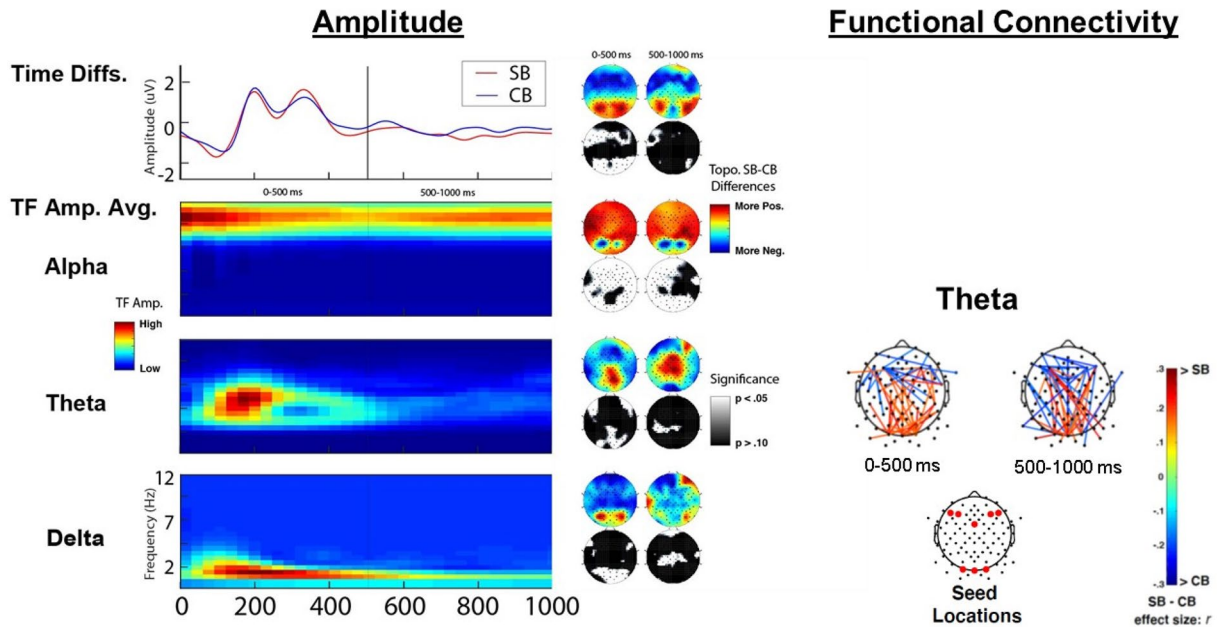 Amplitude
Functional Connectivity
Time Diffs.
Amplitude (uV)
2
0
-2
SB
CB
0-500 ms
500-1000 ms
0-500 ms
500-1000 ms
Topo. SB-CB
Differences
More Pos.
More Neg.
TF Amp. Avg.
Alpha
TF Amp.
High
Low
Theta
Significance
p < .05
p > .10
Delta
Frequency (Hz)
12
7
2
0
200
400
600
800
1000
Theta
0-500 ms
500-1000 ms
Seed
Locations
.3
> SB
.2
.1
0
-.1
-.2
-.3
> CB
SB - CB
effect size: r